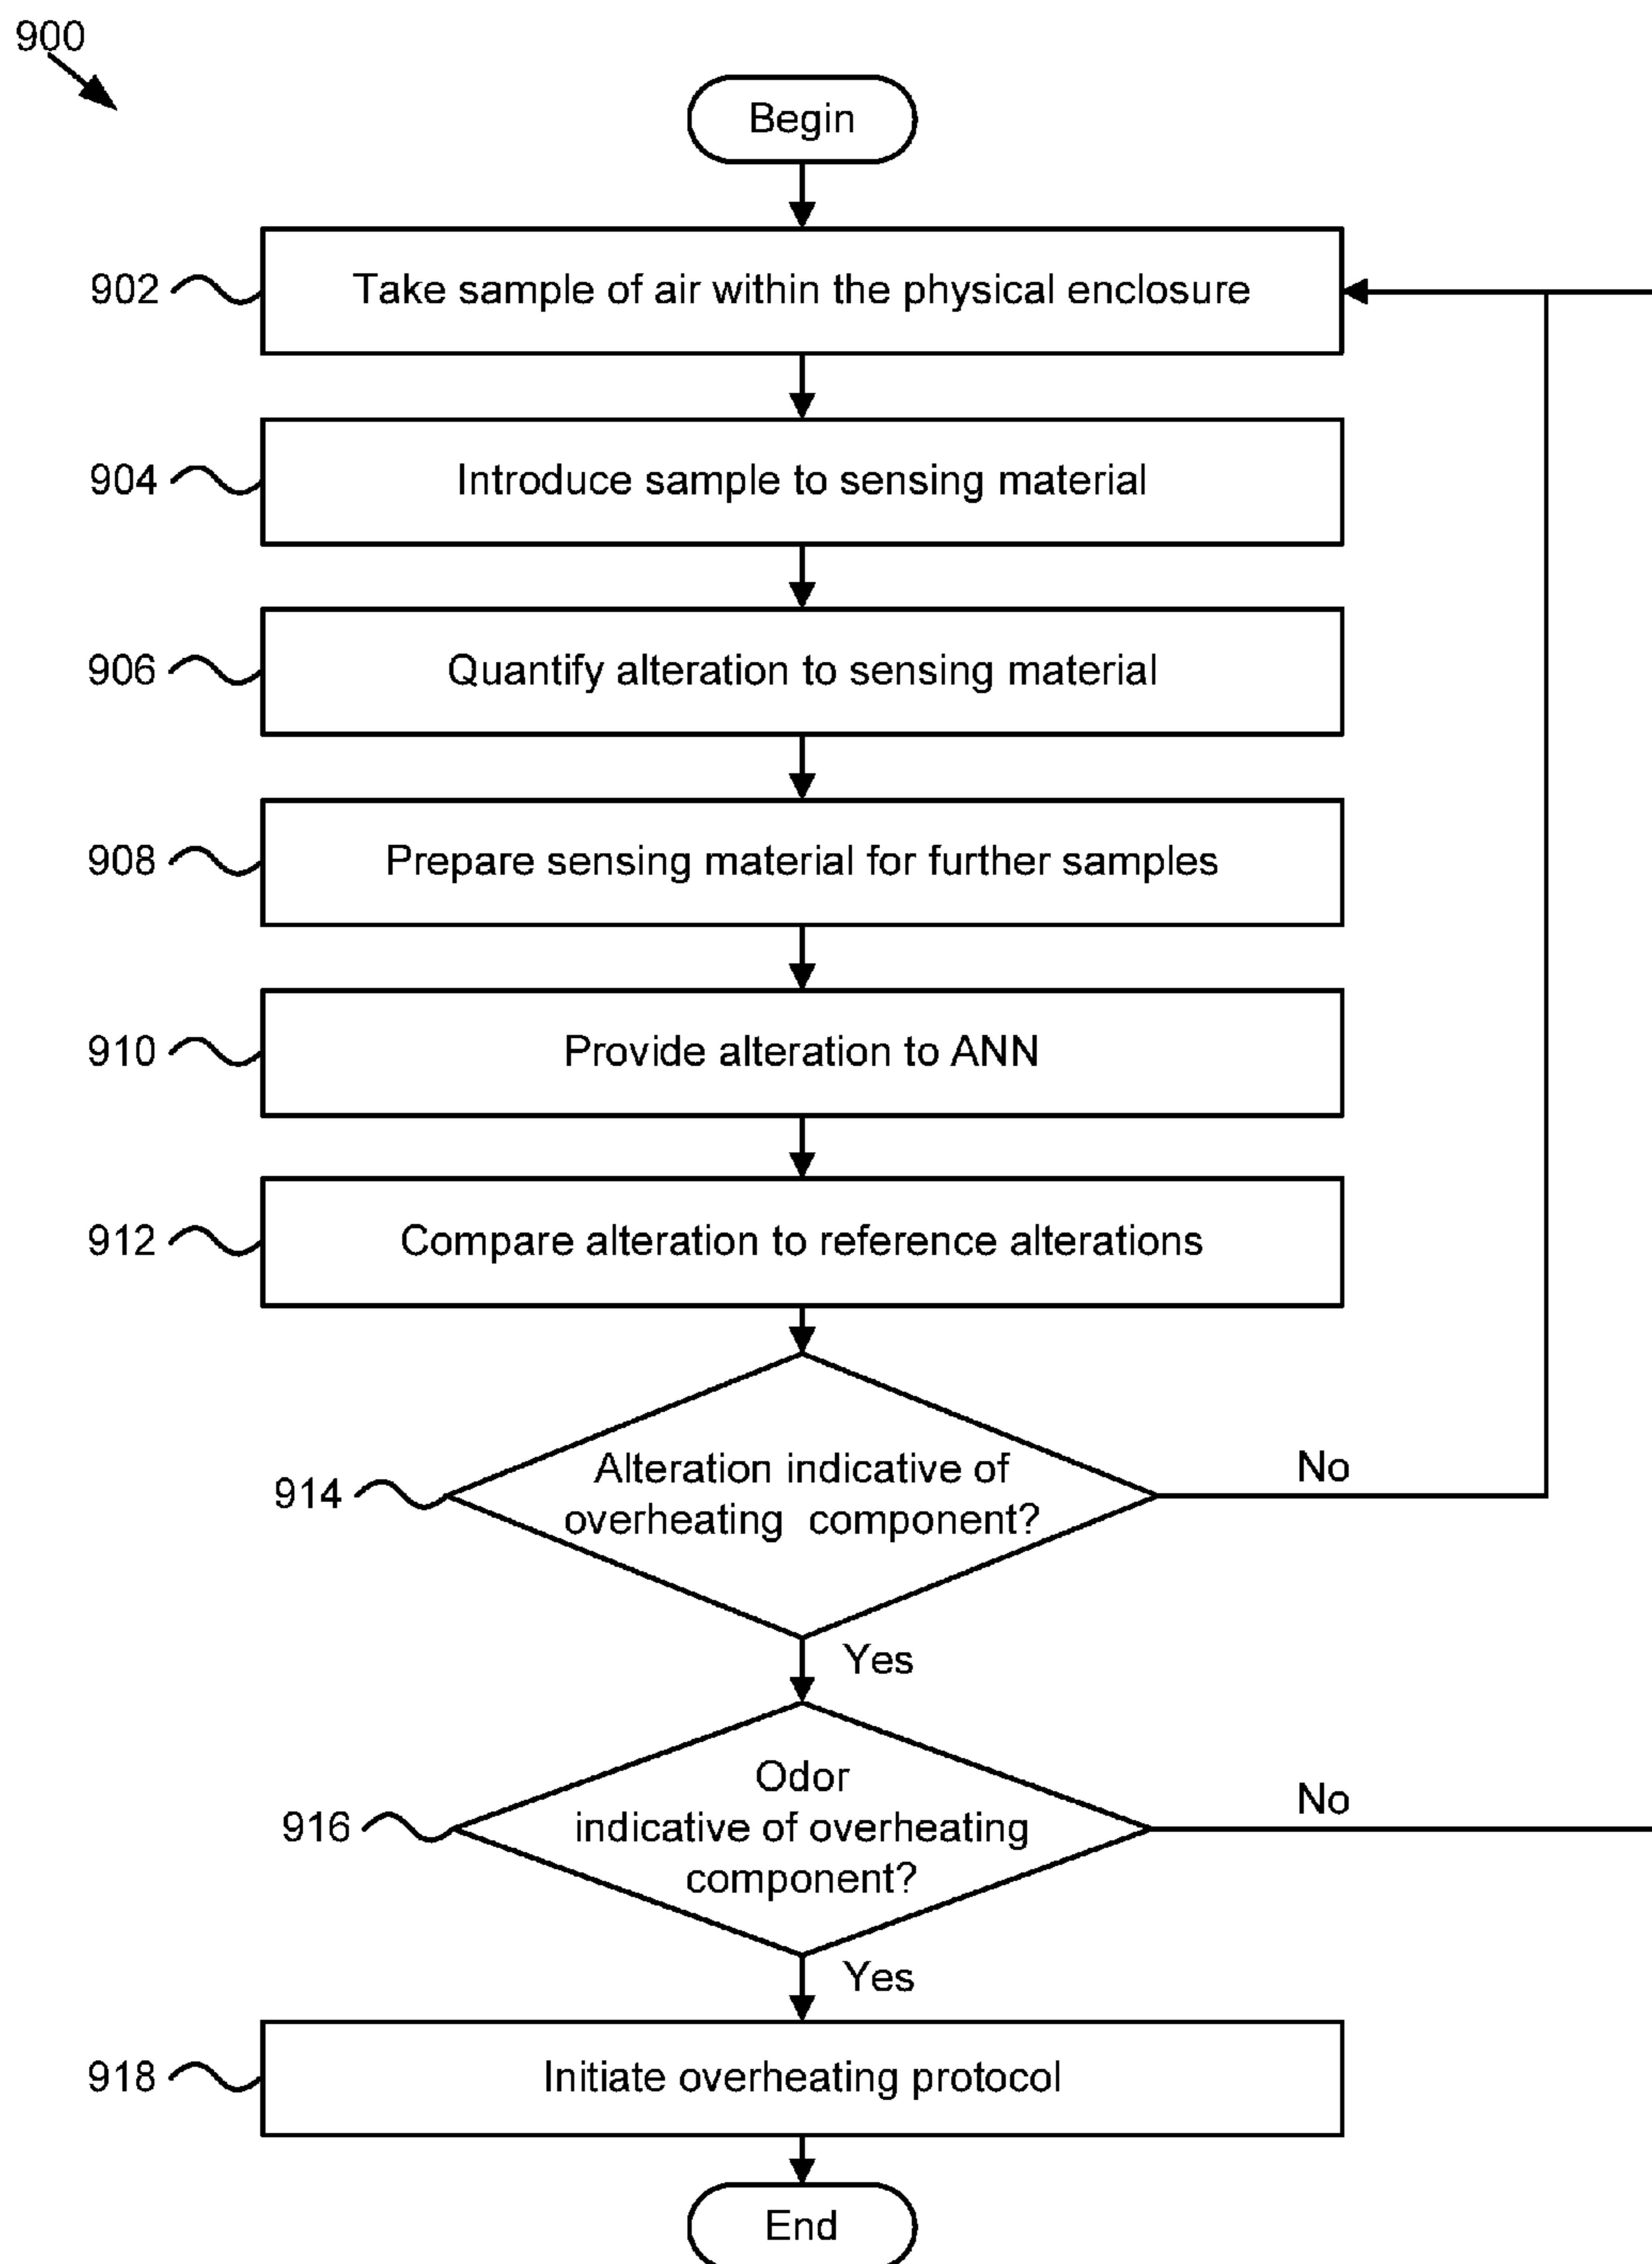 900
Begin
902
Take sample of air within the physical enclosure
904
Introduce sample to sensing material
906
Quantify alteration to sensing material
908
Prepare sensing material for further samples
910
Provide alteration to ANN
912
Compare alteration to reference alterations
914
Alteration indicative of
overheating component?
No
Yes
916
Odor
indicative of overheating
component?
No
Yes
918
Initiate overheating protocol
End